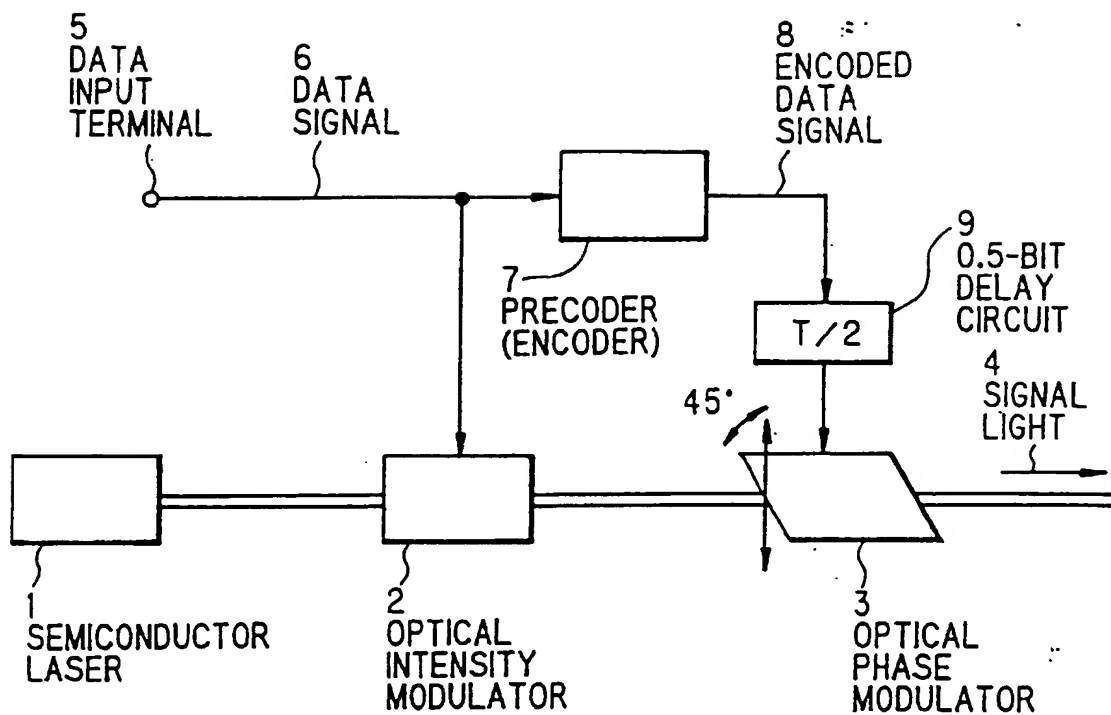 5
DATA
INPUT
TERMINAL
6
DATA
SIGNAL
8
ENCODED
DATA
SIGNAL
7
PRECODER
(ENCODER)
9
0.5-BIT
DELAY
CIRCUIT
T/2
45°
4
SIGNAL
LIGHT
1
SEMICONDUCTOR
LASER
2
OPTICAL
INTENSITY
MODULATOR
3
OPTICAL
PHASE
MODULATOR